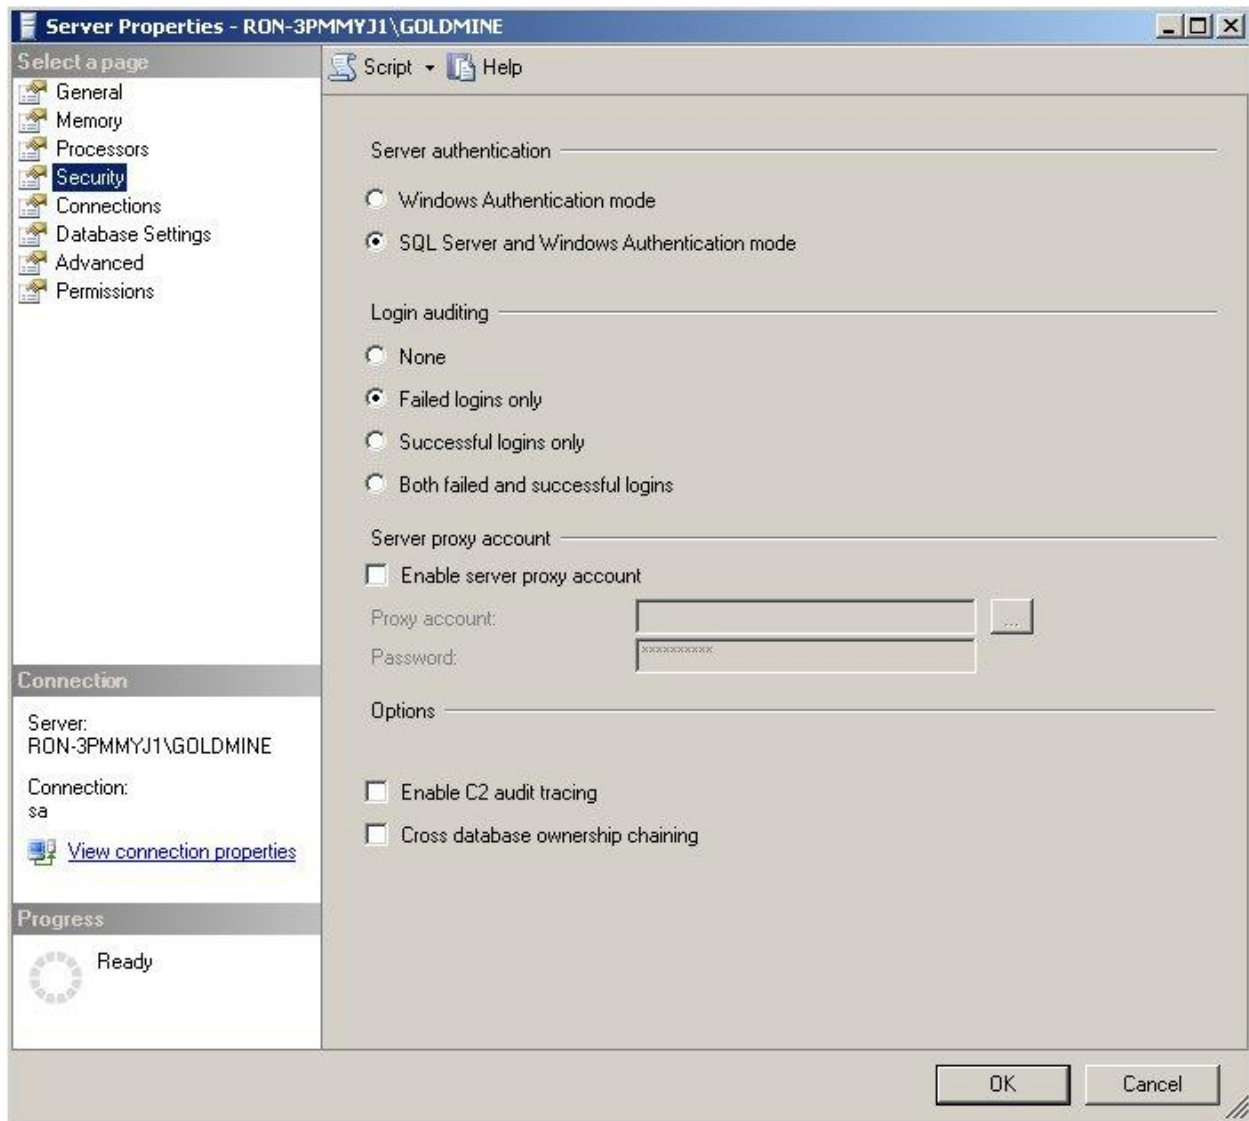 Server Properties - RON-3PMMYJ1\GOLDMINE
Select a page
General
Memory
Processors
Security
Connections
Database Settings
Advanced
Permissions
Script
Help
Server authentication
Windows Authentication mode
SQL Server and Windows Authentication mode
Login auditing
None
Failed logins only
Successful logins only
Both failed and successful logins
Server proxy account
Enable server proxy account
Proxy account:
...
Password:
**********
Options
Enable C2 audit tracing
Cross database ownership chaining
Connection
Server:
RON-3PMMYJ1\GOLDMINE
Connection:
sa
View connection properties
Progress
Ready
OK
Cancel